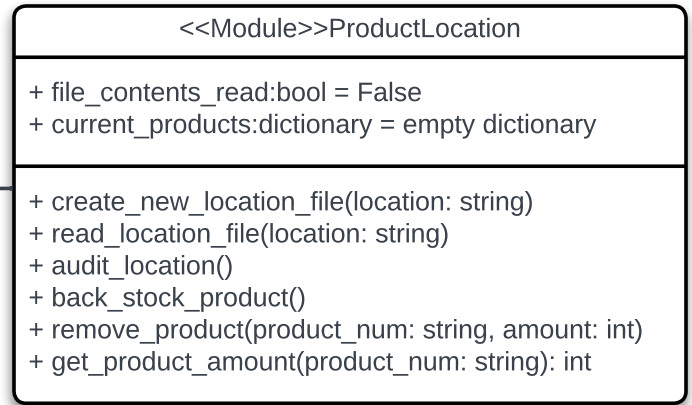 <<Module>>ProductLocation
+ file_contents_read:bool = False
+ current_products:dictionary = empty dictionary
+ create_new_location_file(location: string)
+ read_location_file(location: string)
+ audit_location()
+ back_stock_product()
+ remove_product(product_num: string, amount: int)
+ get_product_amount(product_num: string): int